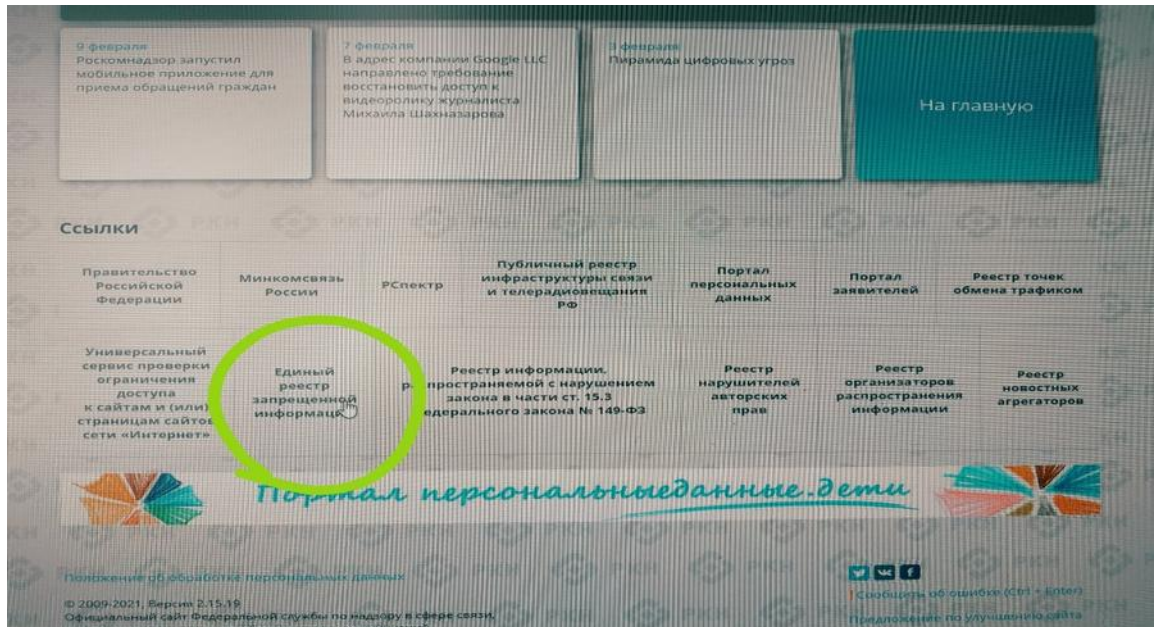 9 февраля
Роскомнадзор запустил
мобильное приложение для
приема обращений граждан
7 февраля
В адрес компании Google LLC
направлено требование
восстановить доступ к
видеоролику журналиста
Михаила Шахназарова
3 февраля
Пирамида цифровых угроз
На главную
Ссылки
Правительство
Российской
Федерации
Минкомсвязь
России
РСпектр
Публичный реестр
инфраструктуры связи
и телерадиовещания
РФ
Портал
персональных
данных
Портал
заявителей
Реестр точек
обмена трафиком
Универсальный
сервис проверки
ограничения
доступа
к сайтам и (или)
страницам сайтов
сети «Интернет»
Единый
реестр
запрещенной
информации
Реестр информации,
распространяемой с нарушением
закона в части ст. 15.3
Федерального закона № 149-ФЗ
Реестр
нарушителей
авторских
прав
Реестр
организаторов
распространения
информации
Реестр
новостных
агрегаторов
Портал персональныеданные.дети
Положение об обработке персональных данных
© 2009-2021, Версия 2.15.19
Официальный сайт Федеральной службы по надзору в сфере связи,
Сообщить об ошибке (Ctrl + Enter)
Предложение по улучшению сайта
РКН